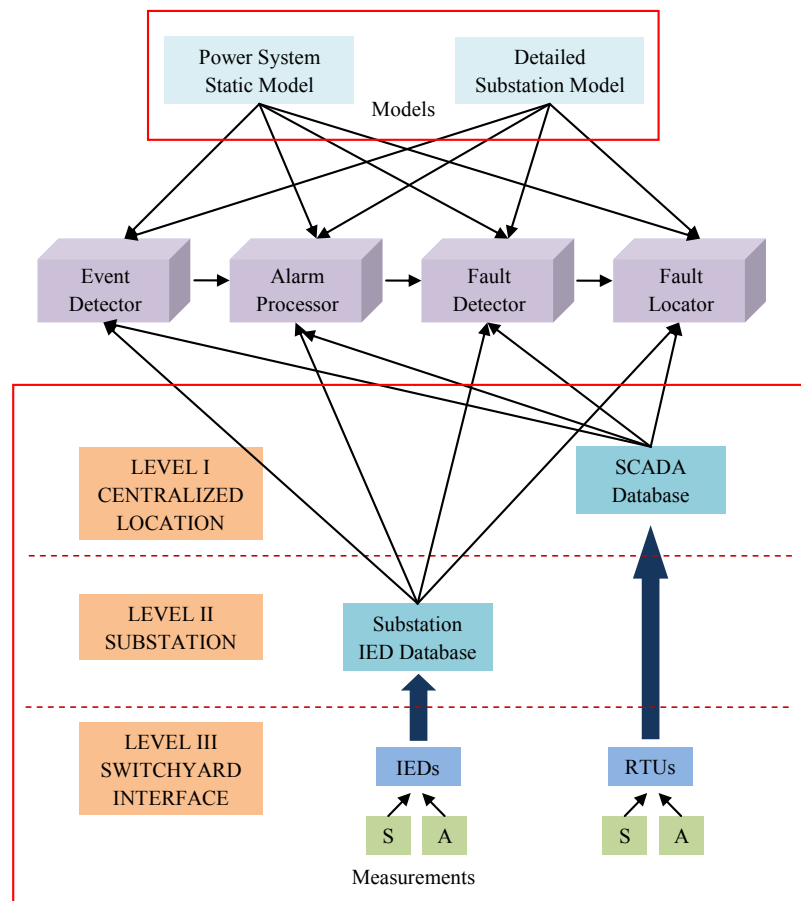 Power System
Static Model
Detailed
Substation Model
Models
Event
Detector
Alarm
Processor
Fault
Detector
Fault
Locator
LEVEL I
CENTRALIZED
LOCATION
SCADA
Database
LEVEL II
SUBSTATION
Substation
IED Database
LEVEL III
SWITCHYARD
INTERFACE
IEDs
RTUs
S
A
S
A
Measurements